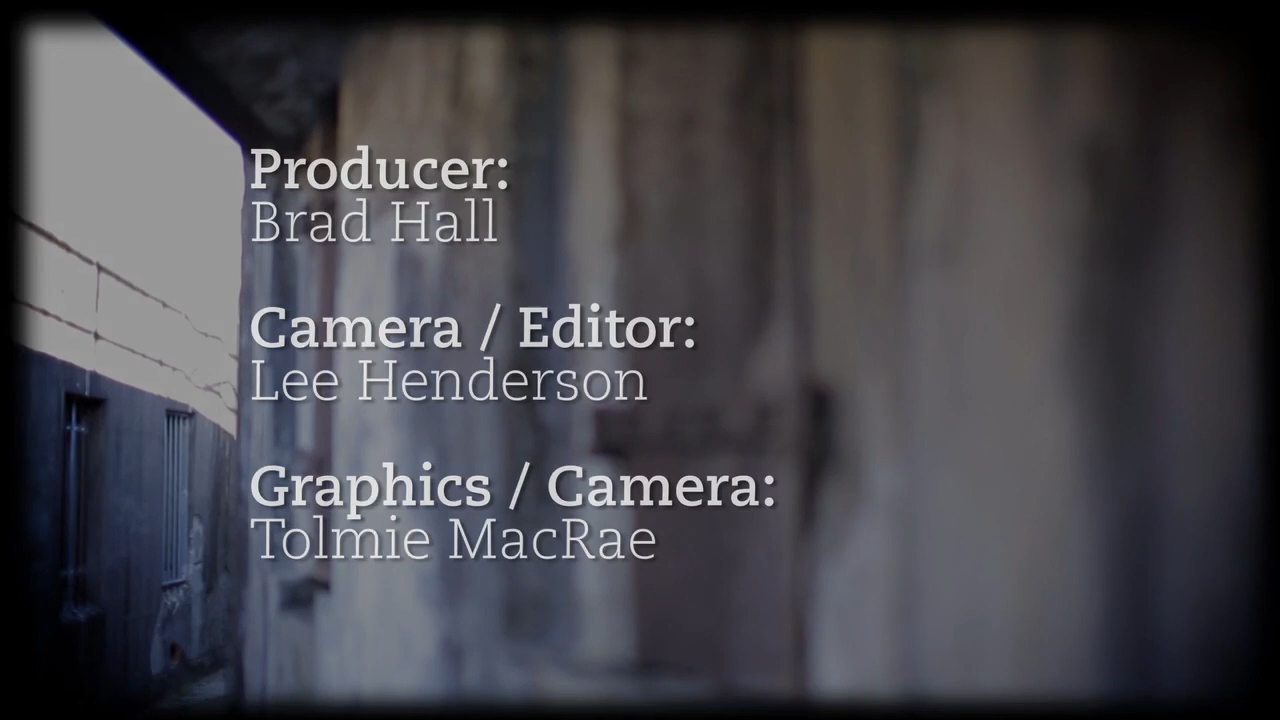 Producer:
Brad Hall
Camera / Editor:
Lee Henderson
Graphics / Camera:
Tolmie MacRae